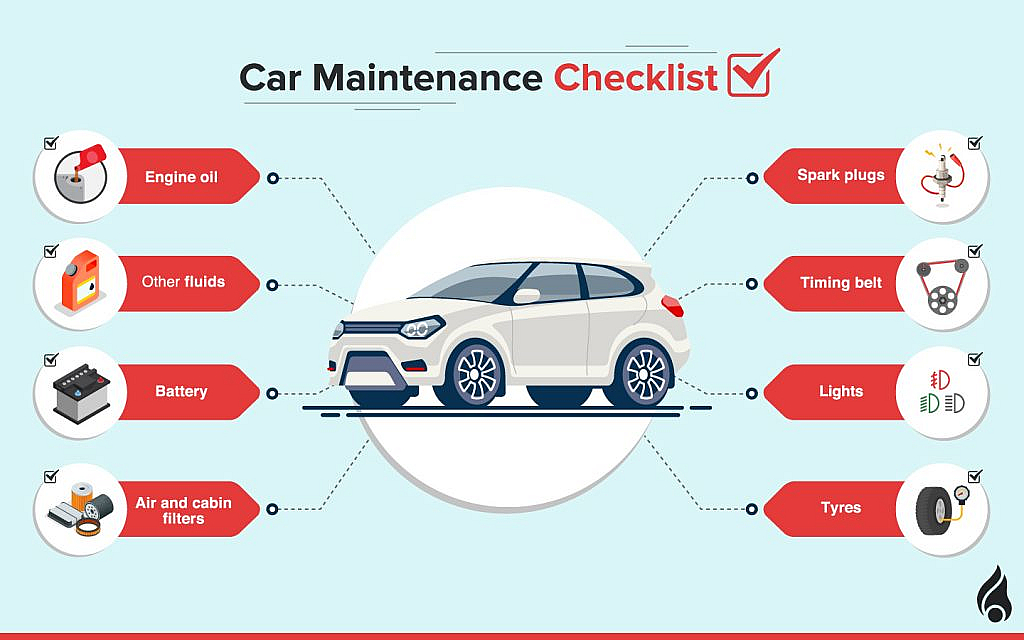 Car Maintenance Checklist
Engine oil
Other fluids
Battery
Air and cabin
filters
Spark plugs
Timing belt
Lights
Tyres